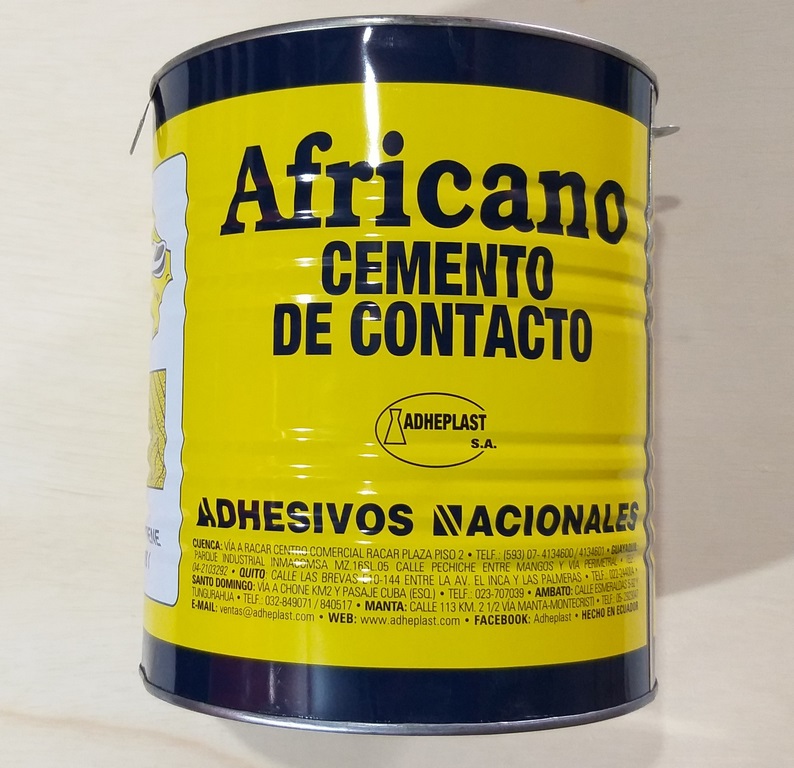 Africano
CEMENTO
DE CONTACTO
ADHEPLAST
S.A.
ADHESIVOS NACIONALES
CUENCA: VÍA A RACAR CENTRO COMERCIAL RACAR PLAZA PISO 2 • TELF.: (593) 07- 4134600 / 4134601 • GUAYAQUIL:
PARQUE INDUSTRIAL INMACOMSA MZ.16SL.05 CALLE PECHICHE ENTRE MANGOS Y VÍA PERIMETRAL •
04-2103292 • QUITO: CALLE LAS BREVAS E10-144 ENTRE LA AV. EL INCA Y LAS PALMERAS • TELF.:
SANTO DOMINGO: VÍA A CHONE KM2 Y PASAJE CUBA (ESQ.) • TELF.: 023-707039 • AMBATO: CALLE ESMERALDAS
TUNGURAHUA • TELF.: 032-849071 / 840517 • MANTA: CALLE 113 KM. 2 1/2 VÍA MANTA-MONTECRISTI • TELF.:
E-MAIL: ventas@adheplast.com • WEB: www.adheplast.com • FACEBOOK: Adheplast • HECHO EN ECUADOR